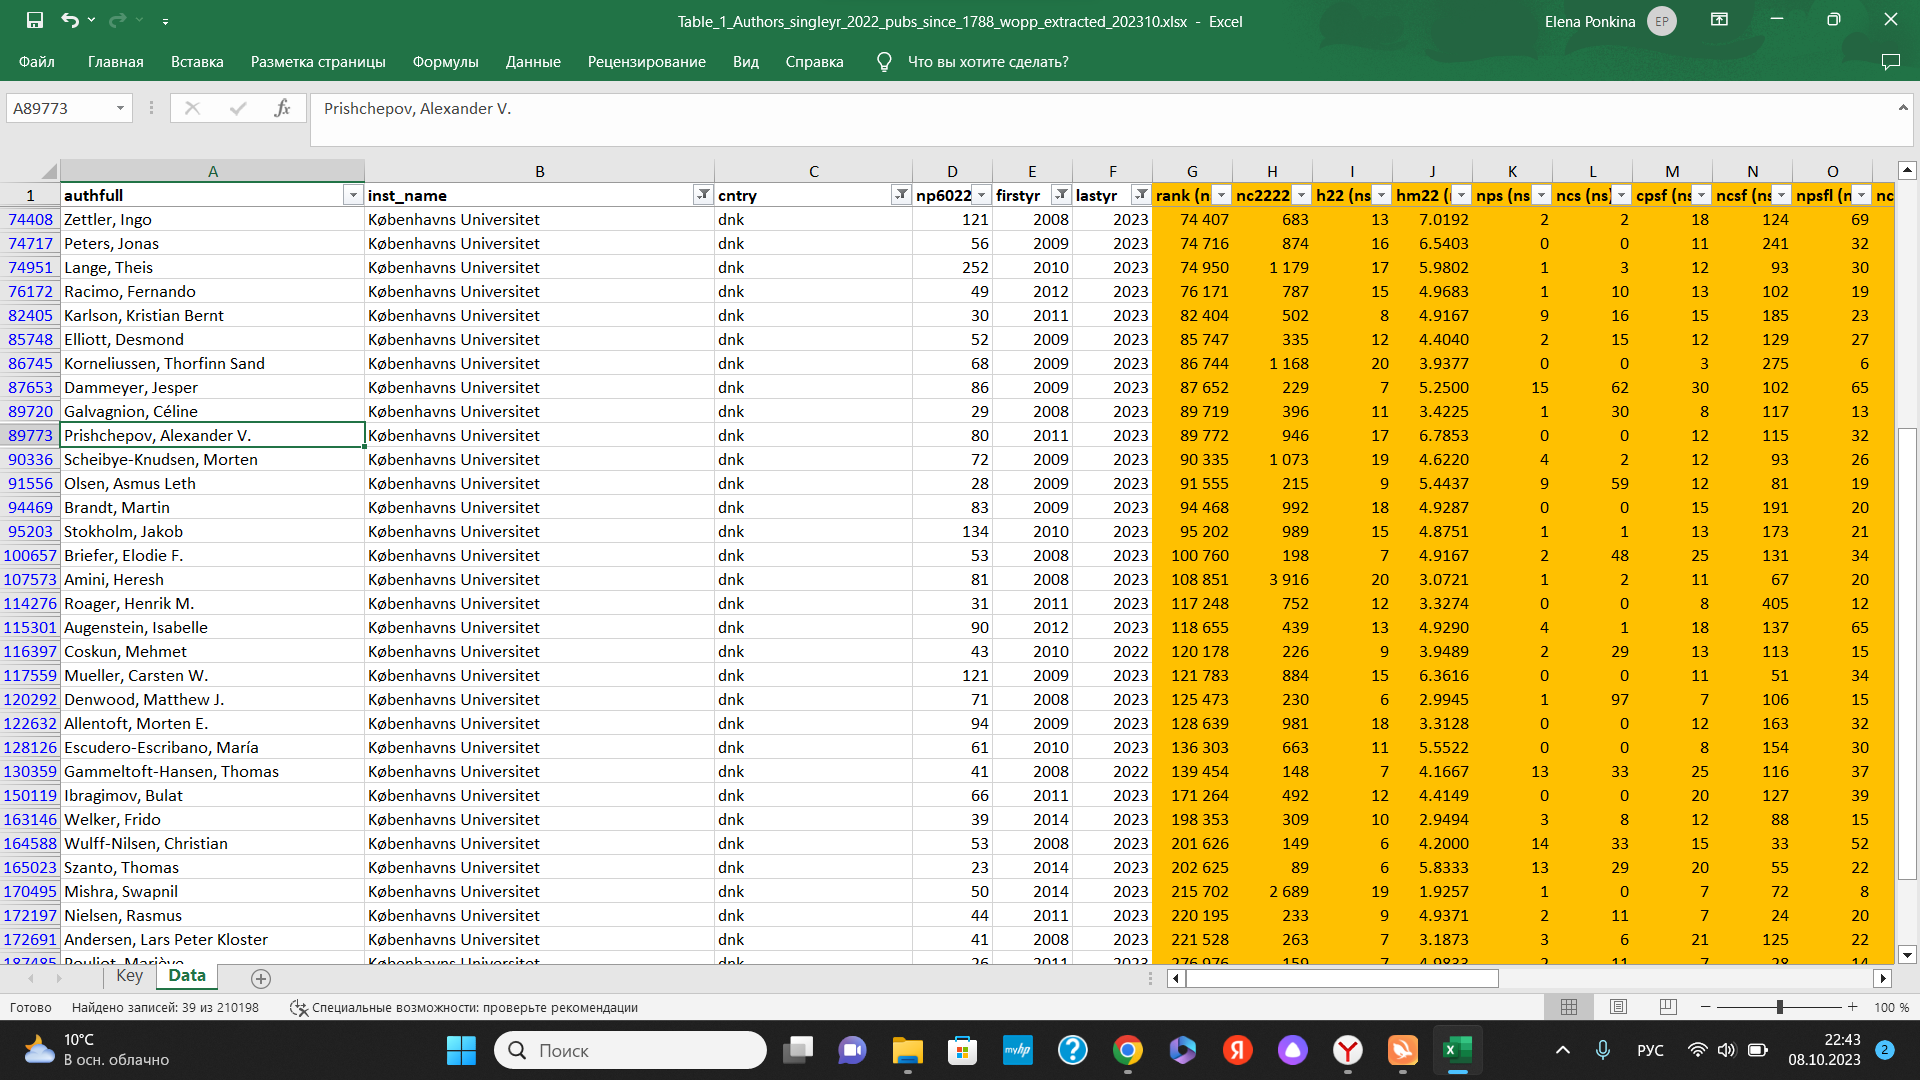 Table_1_Authors_singleyr_2022_pubs_since_1788_wopp_extracted_202310.xlsx - Excel
Elena Ponkina EP
Файл Главная Вставка Разметка страницы Формулы Данные Рецензирование Вид Справка Что вы хотите сделать?
A89773 fx Prishchepov, Alexander V.
A B C D E F G H I J K L M N O
1 authfull inst_name cntry np6022 firstyr lastyr rank (n nc2222 h22 (ns hm22 ( nps (ns ncs (ns) cpsf (ns ncsf (ns npsfl (n nc
74408 Zettler, Ingo Københavns Universitet dnk 121 2008 2023 74 407 683 13 7.0192 2 2 18 124 69
74717 Peters, Jonas Københavns Universitet dnk 56 2009 2023 74 716 874 16 6.5403 0 0 11 241 32
74951 Lange, Theis Københavns Universitet dnk 252 2010 2023 74 950 1 179 17 5.9802 1 3 12 93 30
76172 Racimo, Fernando Københavns Universitet dnk 49 2012 2023 76 171 787 15 4.9683 1 10 13 102 19
82405 Karlson, Kristian Bernt Københavns Universitet dnk 30 2011 2023 82 404 502 8 4.9167 9 16 15 185 23
85748 Elliott, Desmond Københavns Universitet dnk 52 2009 2023 85 747 335 12 4.4040 2 15 12 129 27
86745 Korneliussen, Thorfinn Sand Københavns Universitet dnk 68 2009 2023 86 744 1 168 20 3.9377 0 0 3 275 6
87653 Dammeyer, Jesper Københavns Universitet dnk 86 2009 2023 87 652 229 7 5.2500 15 62 30 102 65
89720 Galvagnion, Céline Københavns Universitet dnk 29 2008 2023 89 719 396 11 3.4225 1 30 8 117 13
89773 Prishchepov, Alexander V. Københavns Universitet dnk 80 2011 2023 89 772 946 17 6.7853 0 0 12 115 32
90336 Scheibye-Knudsen, Morten Københavns Universitet dnk 72 2009 2023 90 335 1 073 19 4.6220 4 2 12 93 26
91556 Olsen, Asmus Leth Københavns Universitet dnk 28 2009 2023 91 555 215 9 5.4437 9 59 12 81 19
94469 Brandt, Martin Københavns Universitet dnk 83 2009 2023 94 468 992 18 4.9287 0 0 15 191 20
95203 Stokholm, Jakob Københavns Universitet dnk 134 2010 2023 95 202 989 15 4.8751 1 1 13 173 21
100657 Briefer, Elodie F. Københavns Universitet dnk 53 2008 2023 100 760 198 7 4.9167 2 48 25 131 34
107573 Amini, Heresh Københavns Universitet dnk 81 2008 2023 108 851 3 916 20 3.0721 1 2 11 67 20
114276 Roager, Henrik M. Københavns Universitet dnk 31 2011 2023 117 248 752 12 3.3274 0 0 8 405 12
115301 Augenstein, Isabelle Københavns Universitet dnk 90 2012 2023 118 655 439 13 4.9290 4 1 18 137 65
116397 Coskun, Mehmet Københavns Universitet dnk 43 2010 2022 120 178 226 9 3.9489 2 29 13 113 15
117559 Mueller, Carsten W. Københavns Universitet dnk 121 2009 2023 121 783 884 15 6.3616 0 0 11 51 34
120292 Denwood, Matthew J. Københavns Universitet dnk 71 2008 2023 125 473 230 6 2.9945 1 97 7 106 15
122632 Allentoft, Morten E. Københavns Universitet dnk 94 2009 2023 128 639 981 18 3.3128 0 0 12 163 32
128126 Escudero-Escribano, María Københavns Universitet dnk 61 2010 2023 136 303 663 11 5.5522 0 0 8 154 30
130359 Gammeltoft-Hansen, Thomas Københavns Universitet dnk 41 2008 2022 139 454 148 7 4.1667 13 33 25 116 37
150119 Ibragimov, Bulat Københavns Universitet dnk 66 2011 2023 171 264 492 12 4.4149 0 0 20 127 39
163146 Welker, Frido Københavns Universitet dnk 39 2014 2023 198 353 309 10 2.9494 3 8 12 88 15
164588 Wulff-Nilsen, Christian Københavns Universitet dnk 53 2008 2023 201 626 149 6 4.2000 14 33 15 33 52
165023 Szanto, Thomas Københavns Universitet dnk 23 2014 2023 202 625 89 6 5.8333 13 29 20 55 22
170495 Mishra, Swapnil Københavns Universitet dnk 50 2014 2023 215 702 2 689 19 1.9257 1 0 7 72 8
172197 Nielsen, Rasmus Københavns Universitet dnk 44 2011 2023 220 195 233 9 4.9371 2 11 7 24 20
172691 Andersen, Lars Peter Kloster Københavns Universitet dnk 41 2008 2023 221 528 263 7 3.1873 3 6 21 125 22
187485 Pouliot, Mariève Københavns Universitet dnk 26 2011 2023 276 976 159 7 4.9833 2 11 7 28 14
Key Data
Готово Найдено записей: 39 из 210198 Специальные возможности: проверьте рекомендации 100 %
10°C
В осн. облачно
Поиск
myhp
РУС
22:43
08.10.2023
2